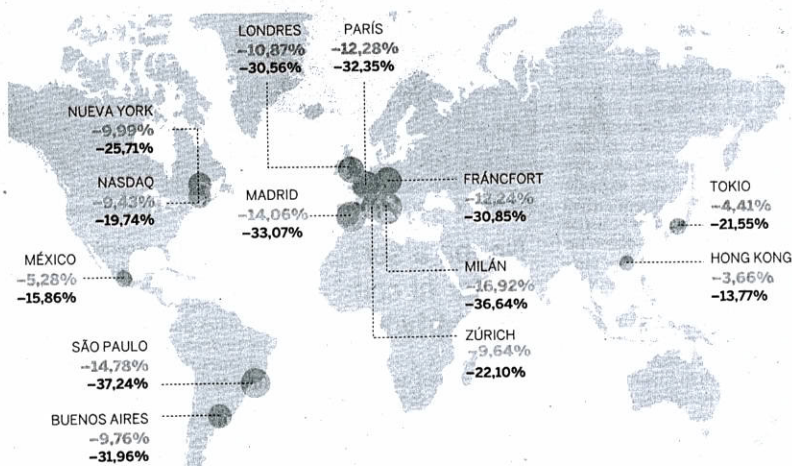 LONDRES
-10,87%
-30,56%
PARÍS
-12,28%
-32,35%
NUEVA YORK
-9,99%
-25,71%
NASDAQ
-9,43%
-19,74%
MADRID
-14,06%
-33,07%
FRÁNCFORT
-12,24%
-30,85%
TOKIO
-4,41%
-21,55%
MÉXICO
-5,28%
-15,86%
MILÁN
-16,92%
-36,64%
HONG KONG
-3,66%
-13,77%
ZÚRICH
-9,64%
-22,10%
SÃO PAULO
-14,78%
-37,24%
BUENOS AIRES
-9,76%
-31,96%